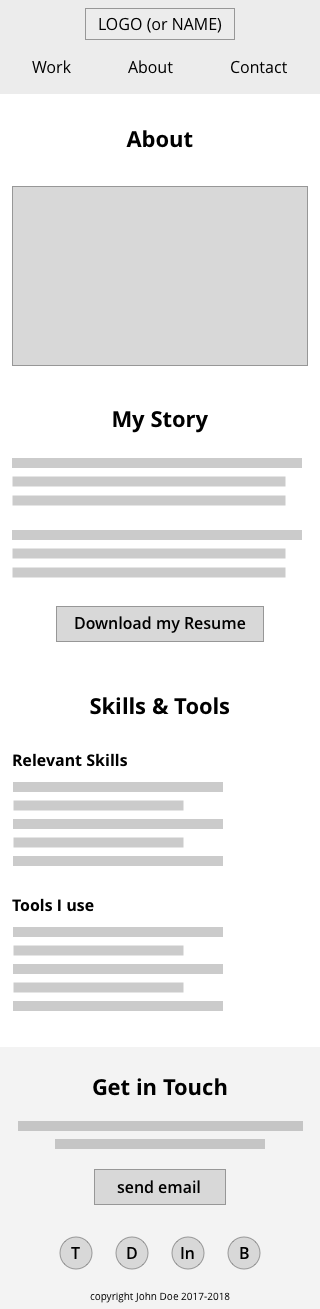 LOGO (or NAME)
Work About Contact
About
My Story
Download my Resume
Skills & Tools
Relevant Skills
Tools I use
Get in Touch
send email
T D In B
copyright John Doe 2017-2018